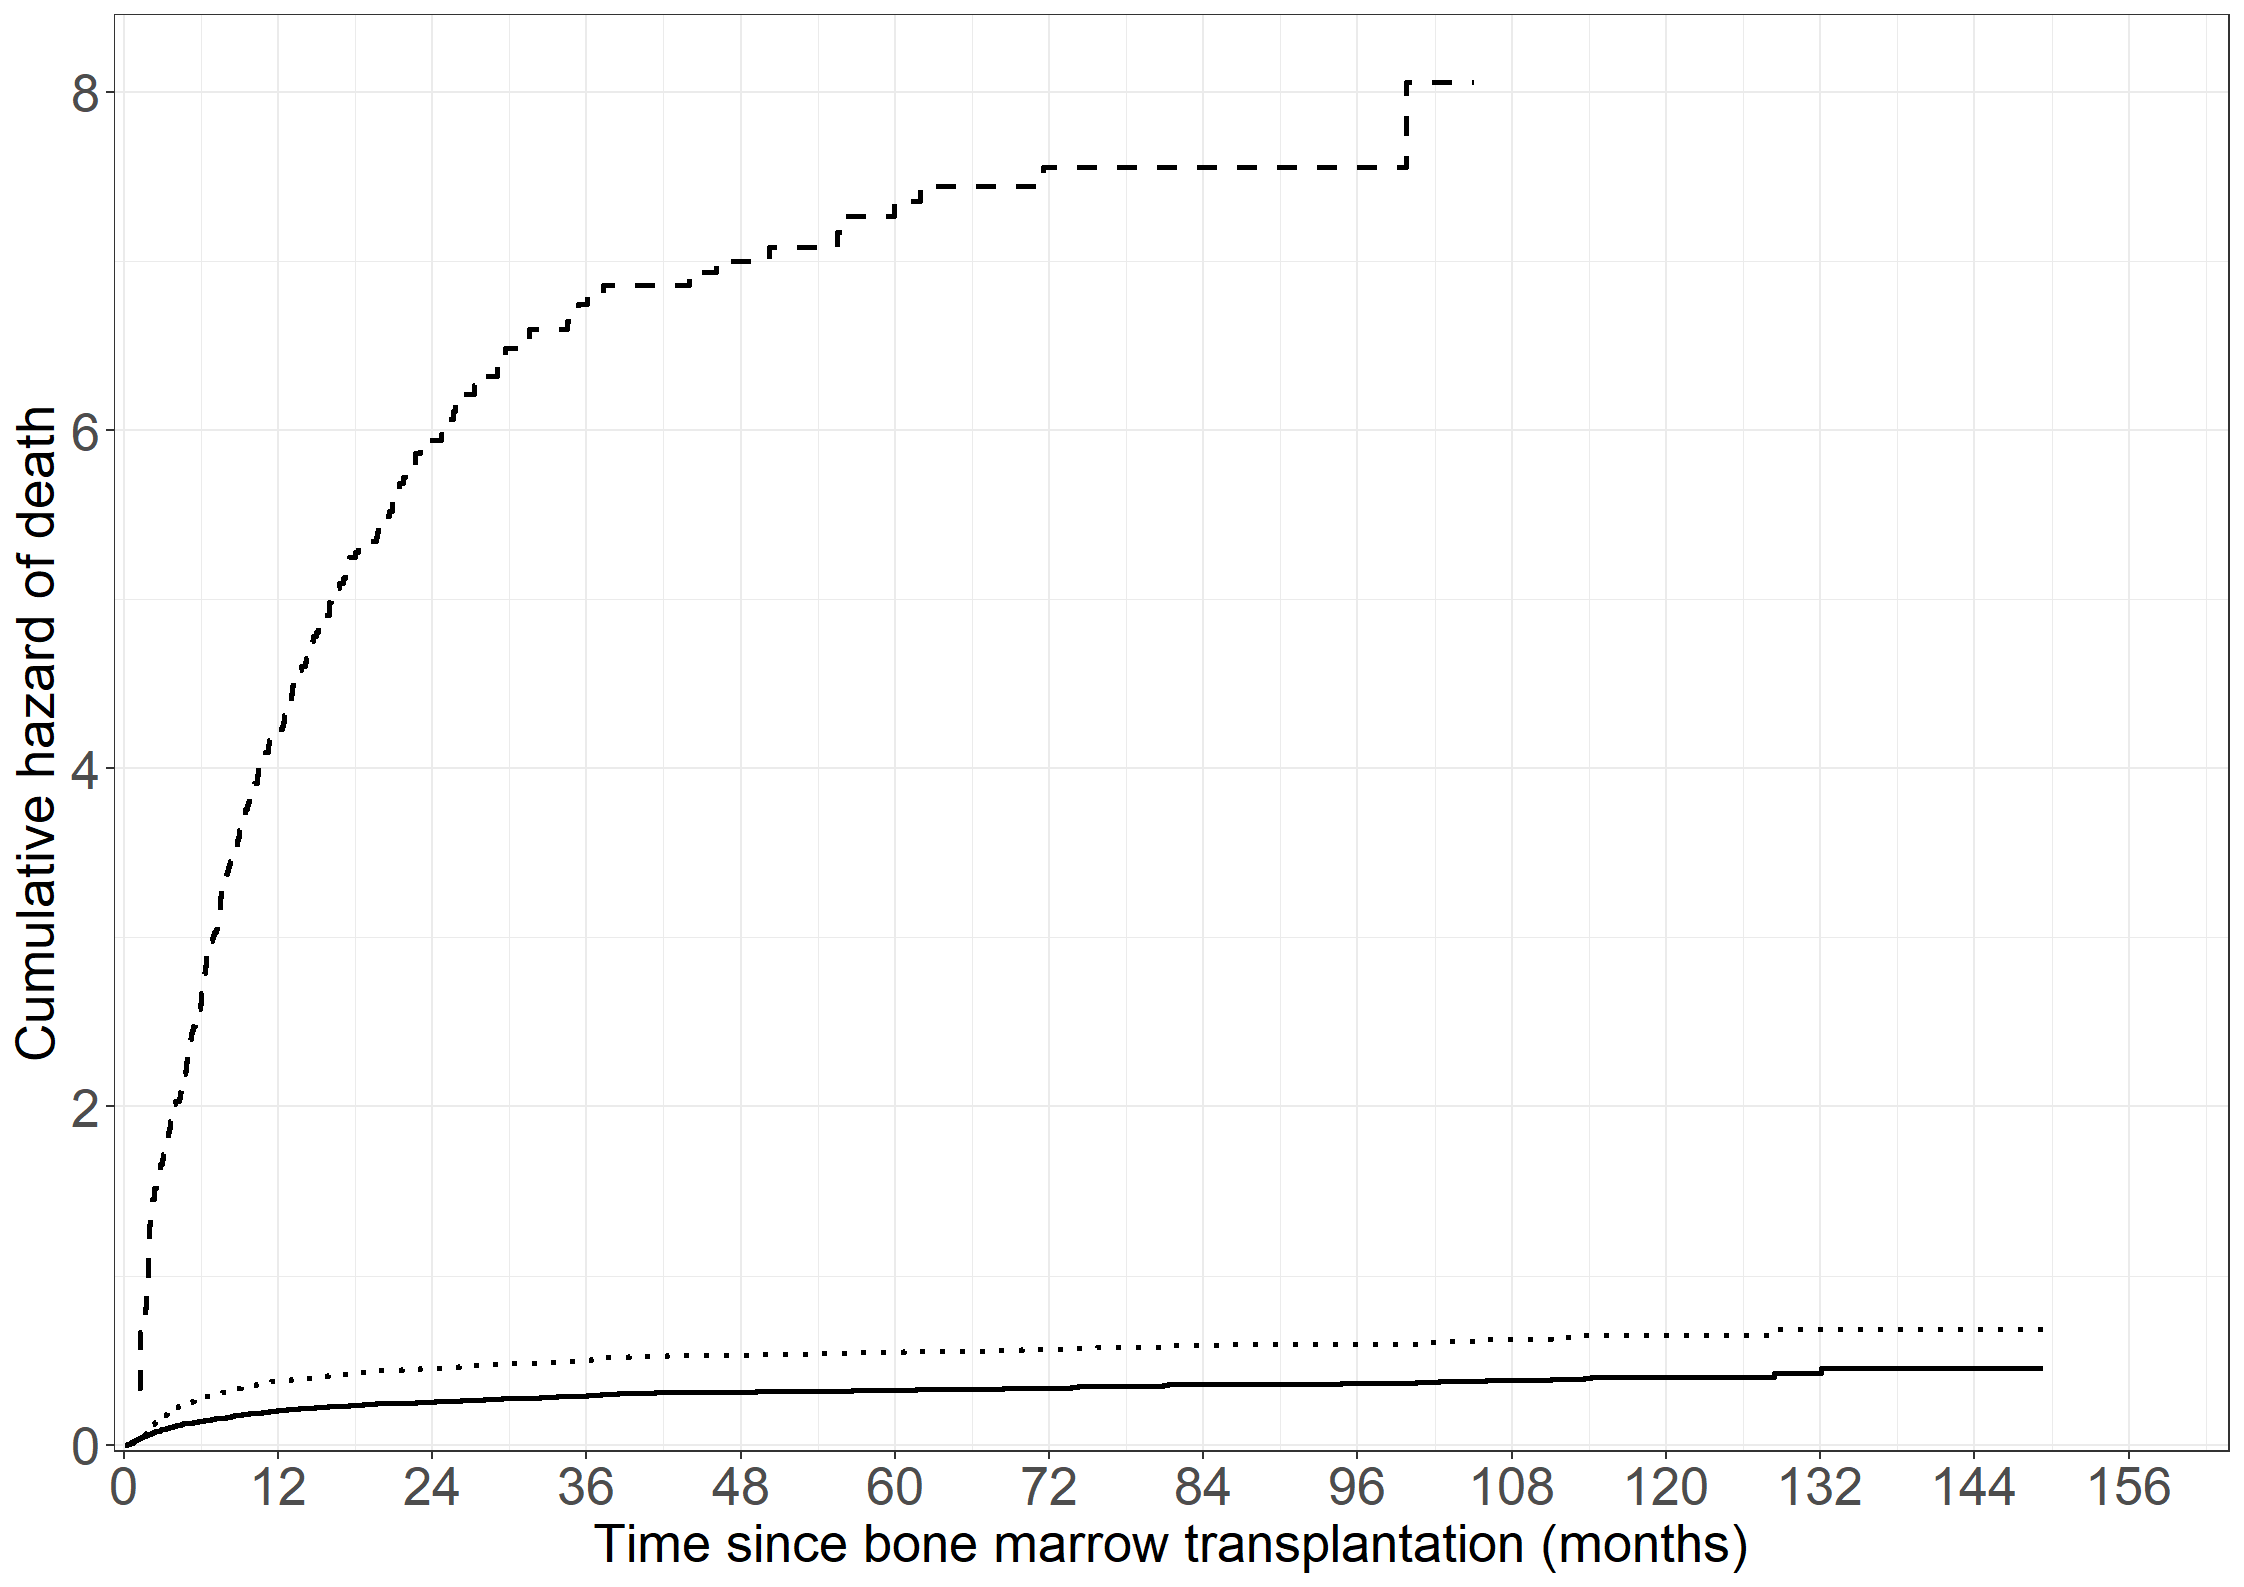 Cumulative hazard of death
8
6
4
2
0
0 12 24 36 48 60 72 84 96 108 120 132 144 156
Time since bone marrow transplantation (months)